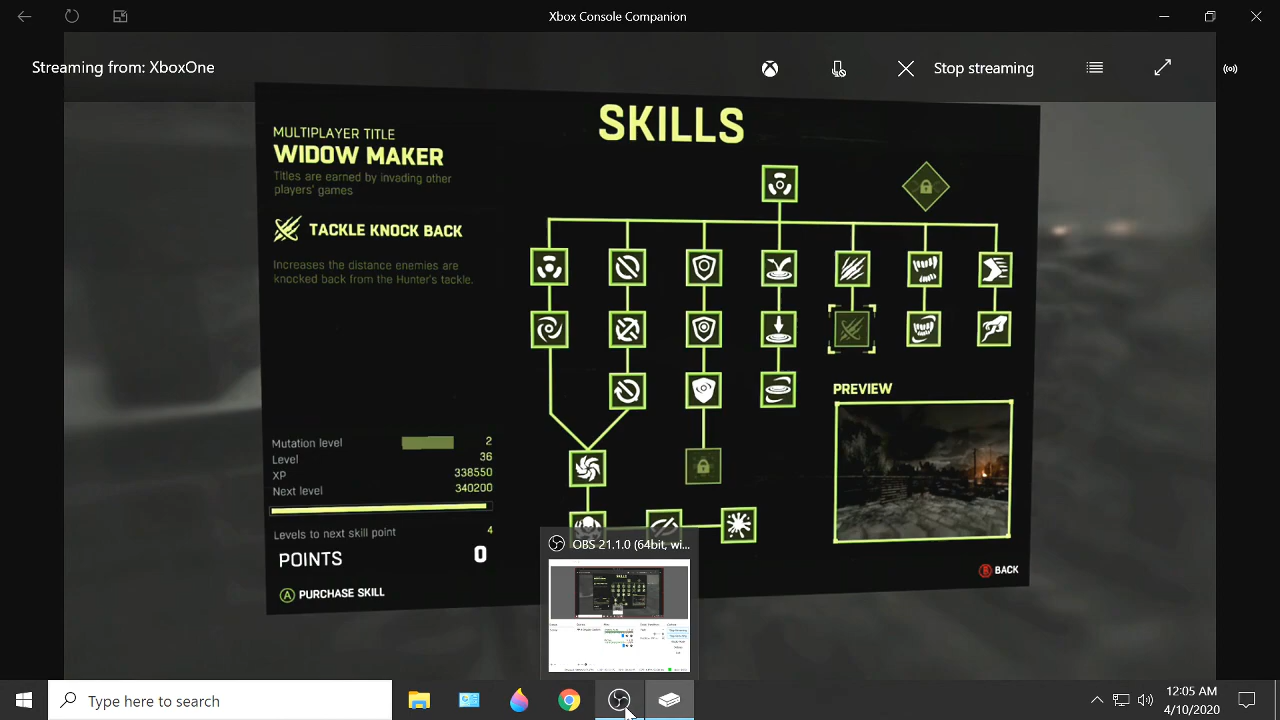 Xbox Console Companion
Streaming from: XboxOne
Stop streaming
SKILLS
MULTIPLAYER TITLE
WIDOW MAKER
Titles are earned by invading other
players' games
TACKLE KNOCK BACK
Increases the distance enemies are
knocked back from the Hunter's tackle.
Mutation level 2
Level 36
XP 338550
Next level 340200
Levels to next skill point 4
POINTS 0
A PURCHASE SKILL
PREVIEW
B BACK
OBS 21.1.0 (64bit, wi...
Type here to search
12:05 AM
4/10/2020